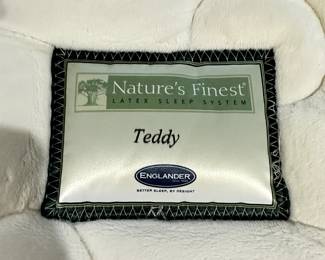 Nature's Finest®
LATEX SLEEP SYSTEM
Teddy
ENGLANDER
BETTER SLEEP, BY DESIGN®